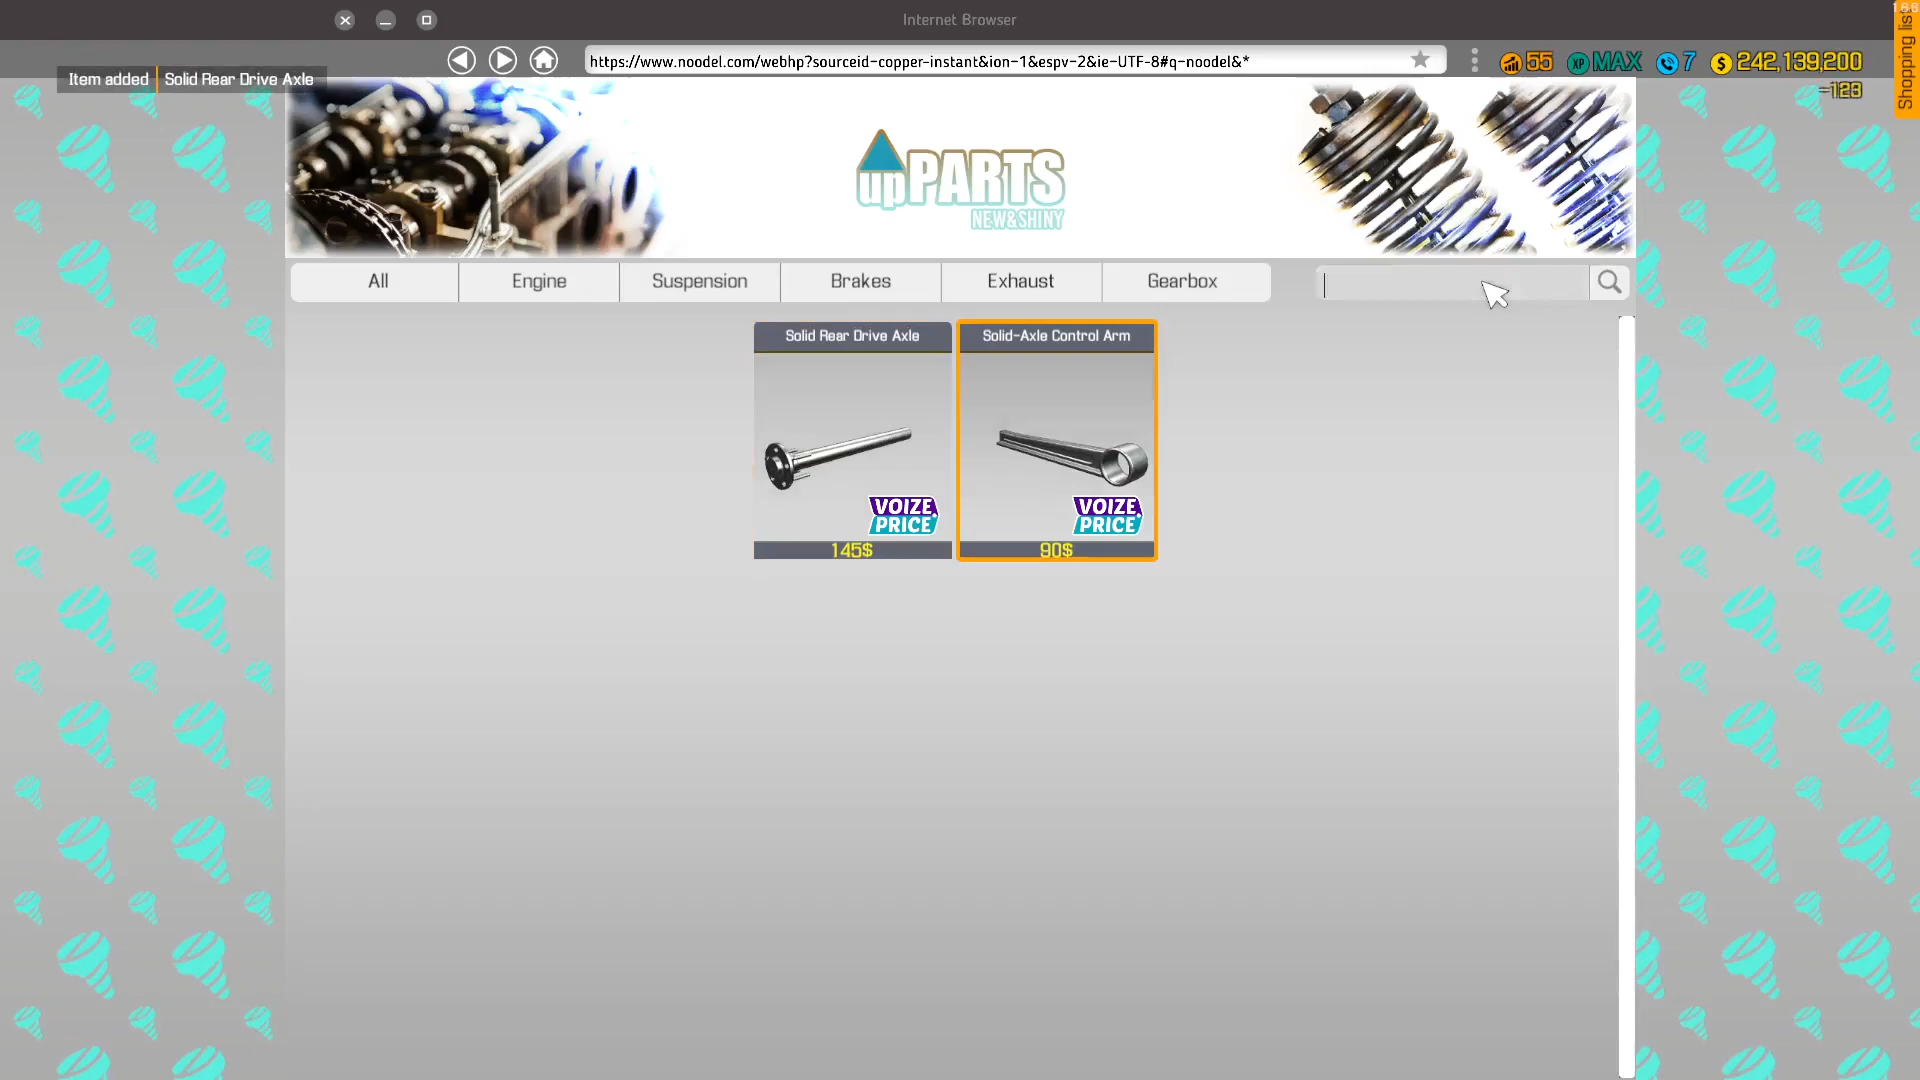 Internet Browser
https://www.noodel.com/webhp?sourceid-copper-instant&ion-1&espv-2&ie-UTF-8#q-noodel&*
55
XP MAX
7
$ 242,139,200
-123
Shopping list
Item added | Solid Rear Drive Axle
upPARTS
NEW&SHINY
All
Engine
Suspension
Brakes
Exhaust
Gearbox
Solid Rear Drive Axle
Solid-Axle Control Arm
VOIZE.
PRICE
VOIZE.
PRICE
145$
90$